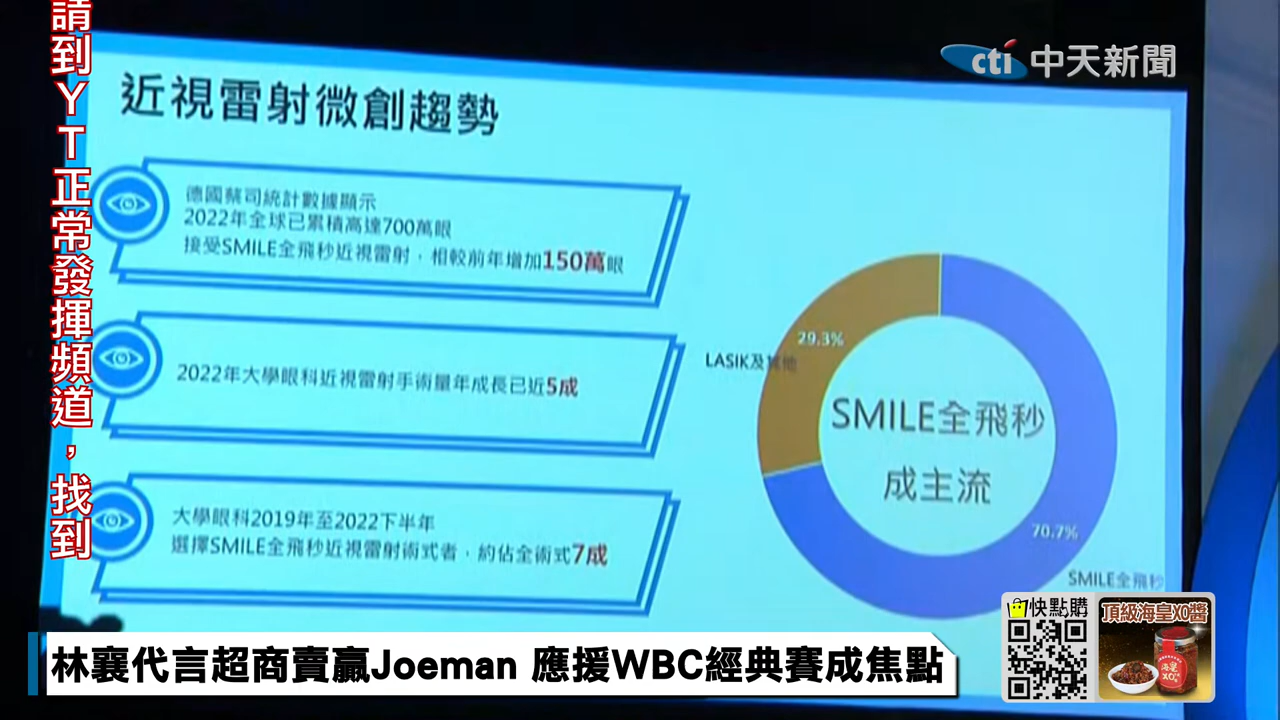 請到YT正常發揮頻道，找到
cti 中天新聞
近視雷射微創趨勢
德國蔡司統計數據顯示
2022年全球已累積高達700萬眼
接受SMILE全飛秒近視雷射，相較前年增加150萬眼
2022年大學眼科近視雷射手術量年成長已近5成
大學眼科2019年至2022下半年
選擇SMILE全飛秒近視雷射術式者，約佔全術式7成
29.3%
LASIK及其他
SMILE全飛秒
成主流
70.7%
SMILE全飛秒
快點購
頂級海皇XO醬
海皇
XO醬
林襄代言超商賣贏Joeman 應援WBC經典賽成焦點